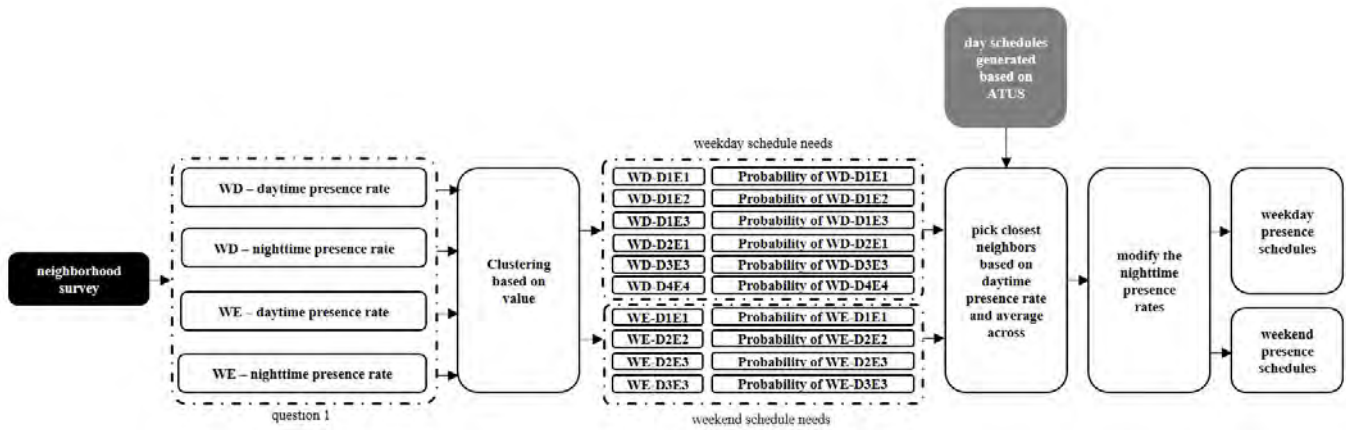 day schedules
generated
based on
ATUS
neighborhood
survey
WD – daytime presence rate
WD – nighttime presence rate
WE – daytime presence rate
WE – nighttime presence rate
question 1
Clustering
based on
value
weekday schedule needs
WD-D1E1 Probability of WD-D1E1
WD-D1E2 Probability of WD-D1E2
WD-D1E3 Probability of WD-D1E3
WD-D2E1 Probability of WD-D2E1
WD-D3E3 Probability of WD-D3E3
WD-D4E4 Probability of WD-D4E4
WE-D1E1 Probability of WE-D1E1
WE-D2E2 Probability of WE-D2E2
WE-D2E3 Probability of WE-D2E3
WE-D3E3 Probability of WE-D3E3
weekend schedule needs
pick closest
neighbors
based on
daytime
presence rate
and average
across
modify the
nighttime
presence
rates
weekday
presence
schedules
weekend
presence
schedules